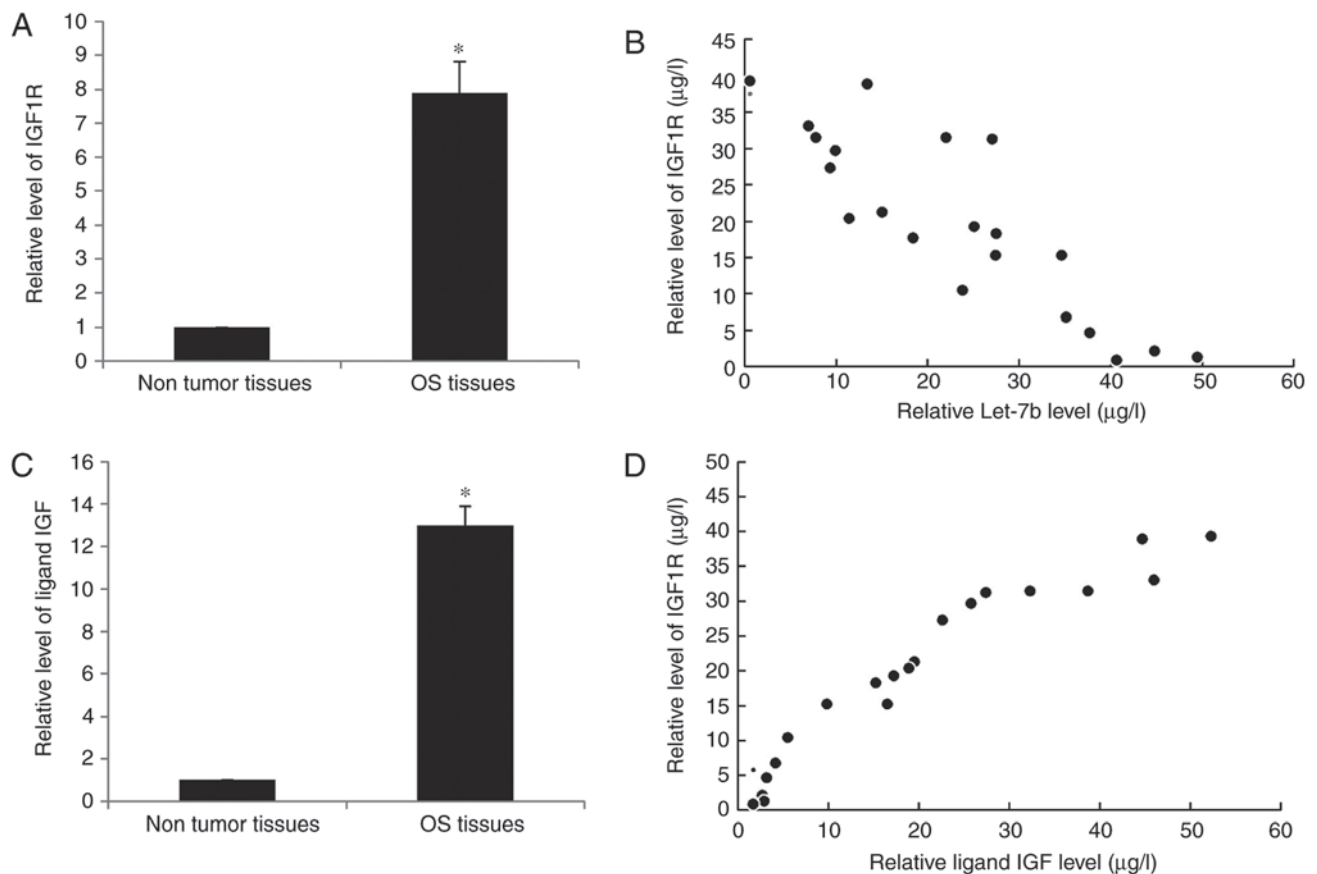 A
Relative level of IGF1R
10
9
8
7
6
5
4
3
2
1
0
*
Non tumor tissues
OS tissues
B
Relative level of IGF1R (μg/l)
45
40
35
30
25
20
15
10
5
0
0 10 20 30 40 50 60
Relative Let-7b level (μg/l)
C
Relative level of ligand IGF
16
14
12
10
8
6
4
2
0
*
Non tumor tissues
OS tissues
D
Relative level of IGF1R (μg/l)
50
45
40
35
30
25
20
15
10
5
0
0 10 20 30 40 50 60
Relative ligand IGF level (μg/l)